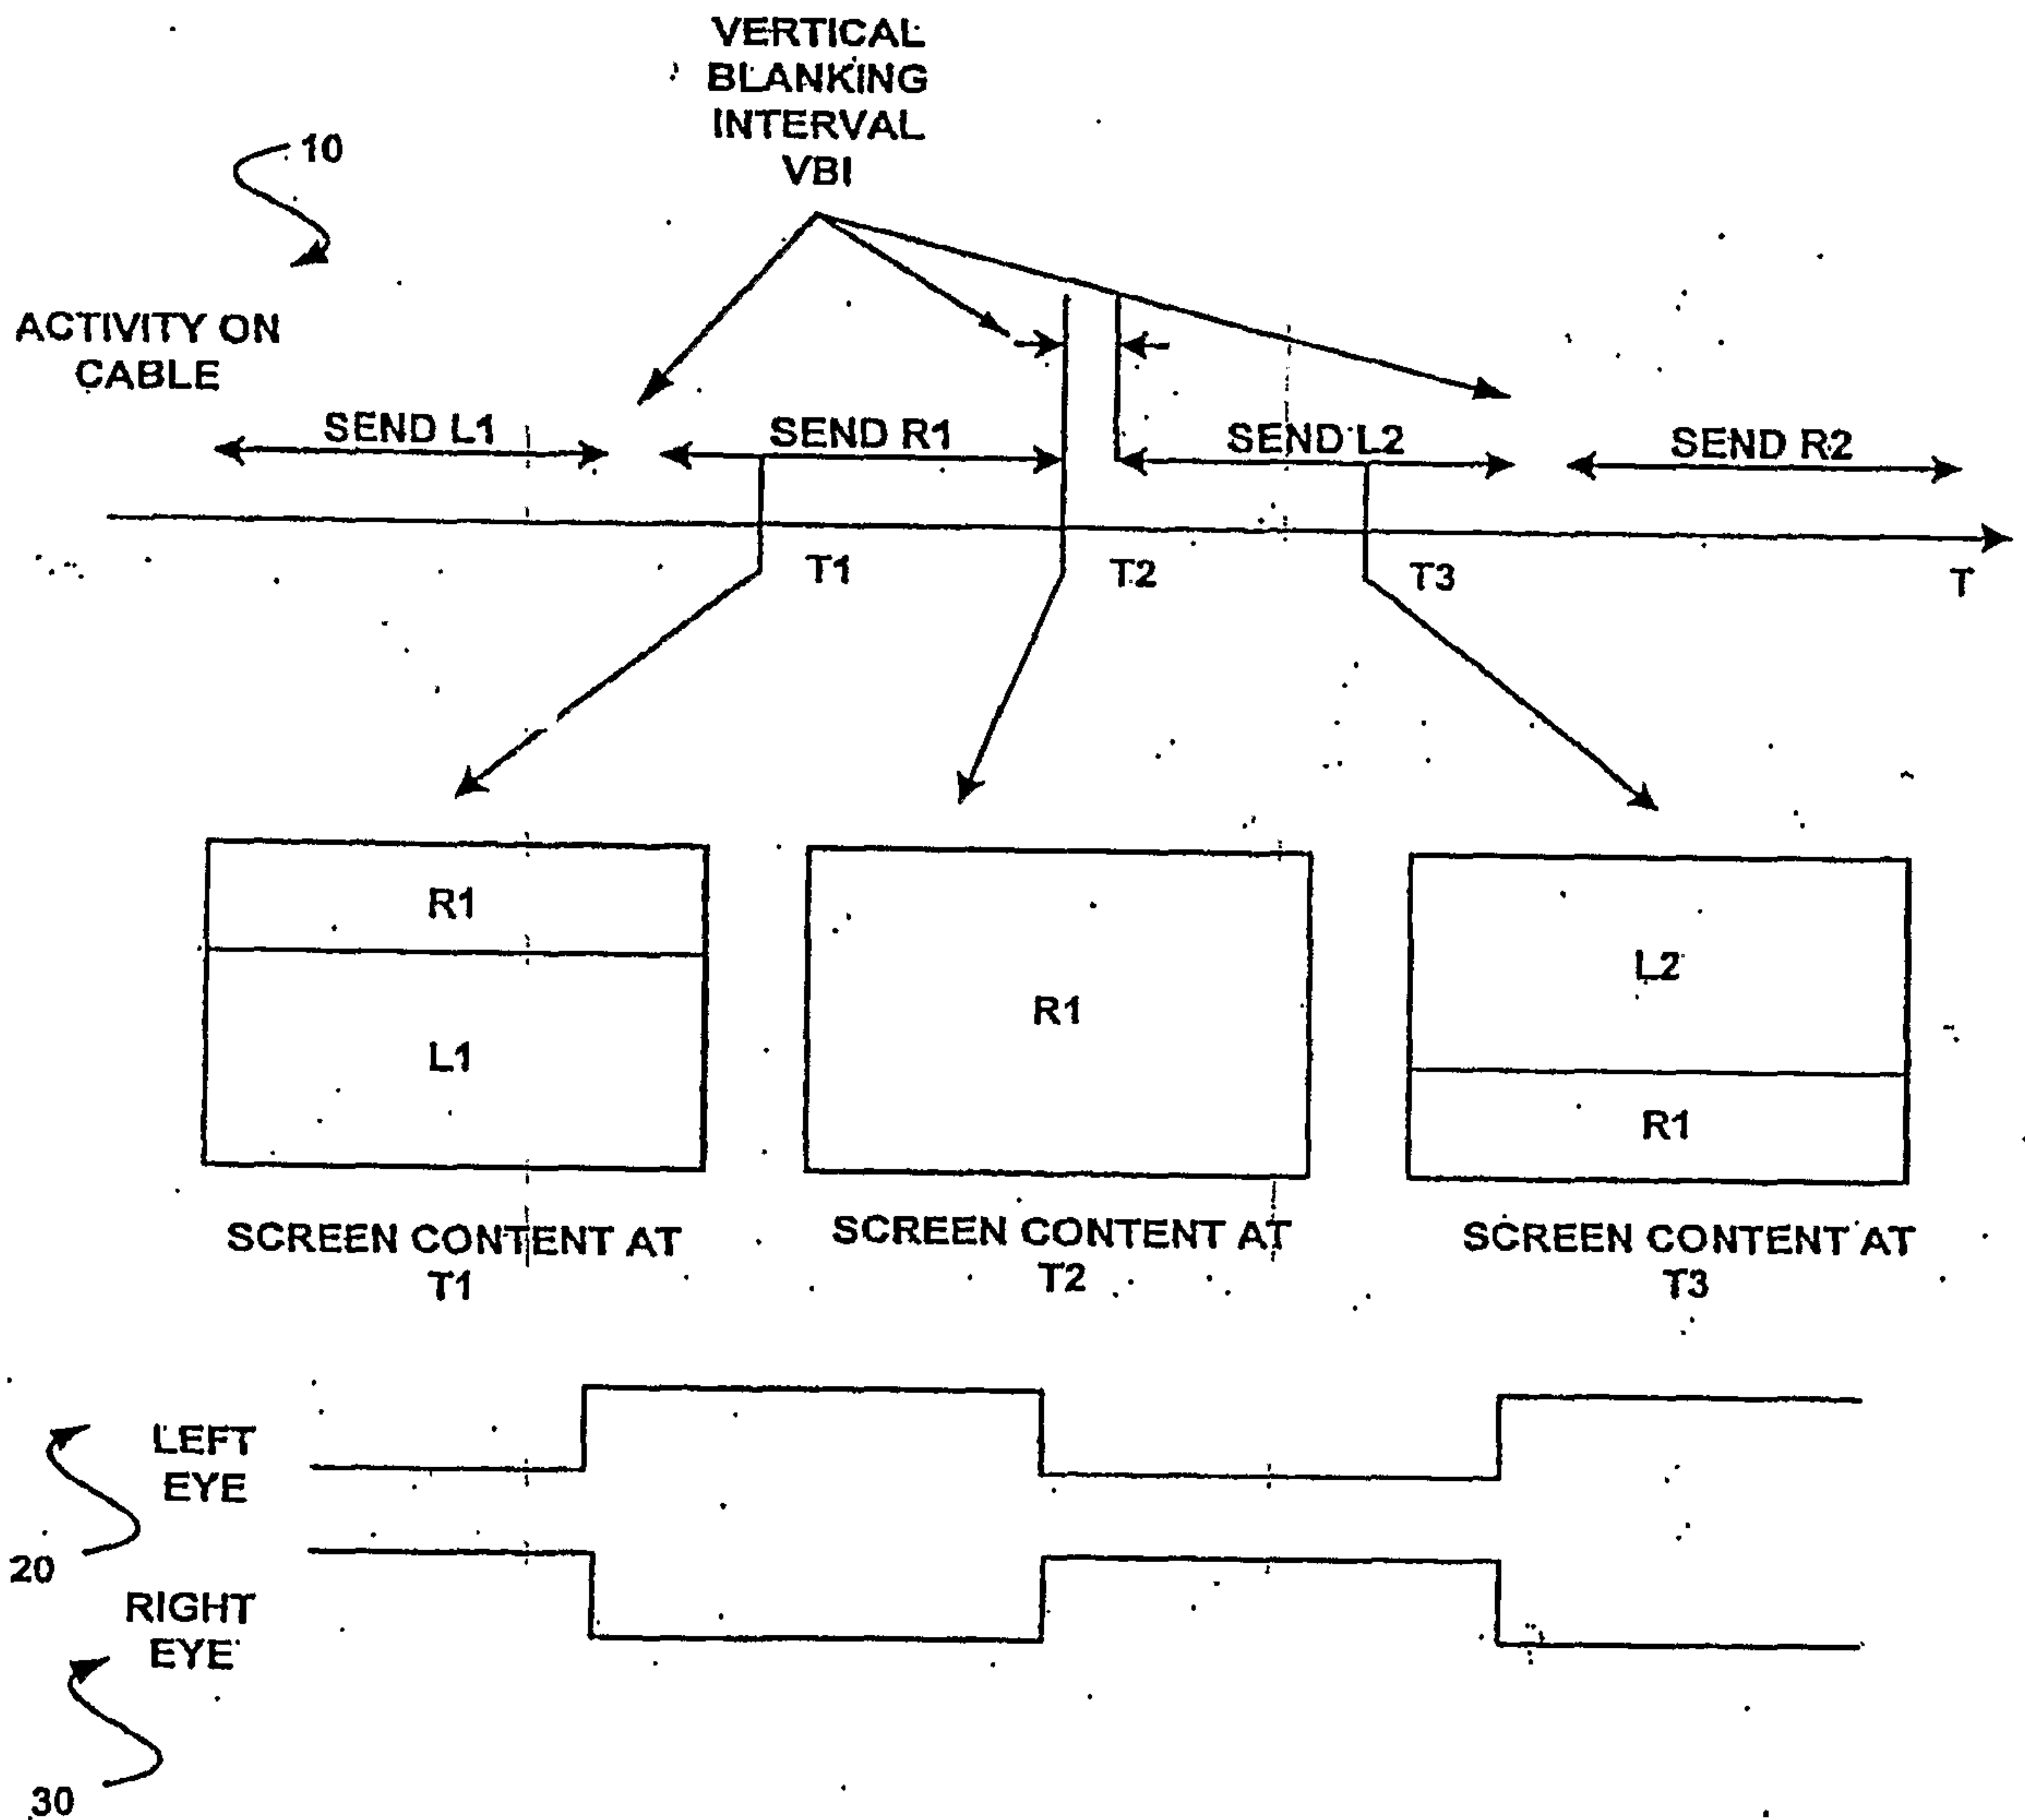 VERTICAL
BLANKING
INTERVAL
VBI
10
ACTIVITY ON
CABLE
SEND L1
SEND R1
SEND L2
SEND R2
T1
T2
T3
T
R1
L1
R1
L2
R1
SCREEN CONTENT AT
T1
SCREEN CONTENT AT
T2
SCREEN CONTENT AT
T3
LEFT
EYE
20
RIGHT
EYE
30